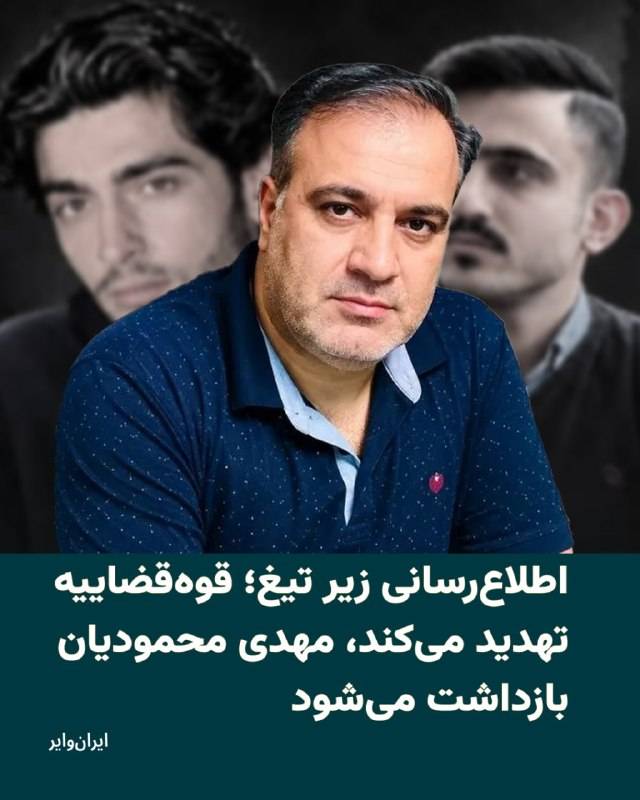 اطلاع‌رسانی زیر تیغ؛ قوه‌قضاییه
تهدید می‌کند، مهدی محمودیان
بازداشت می‌شود
ایران‌وایر